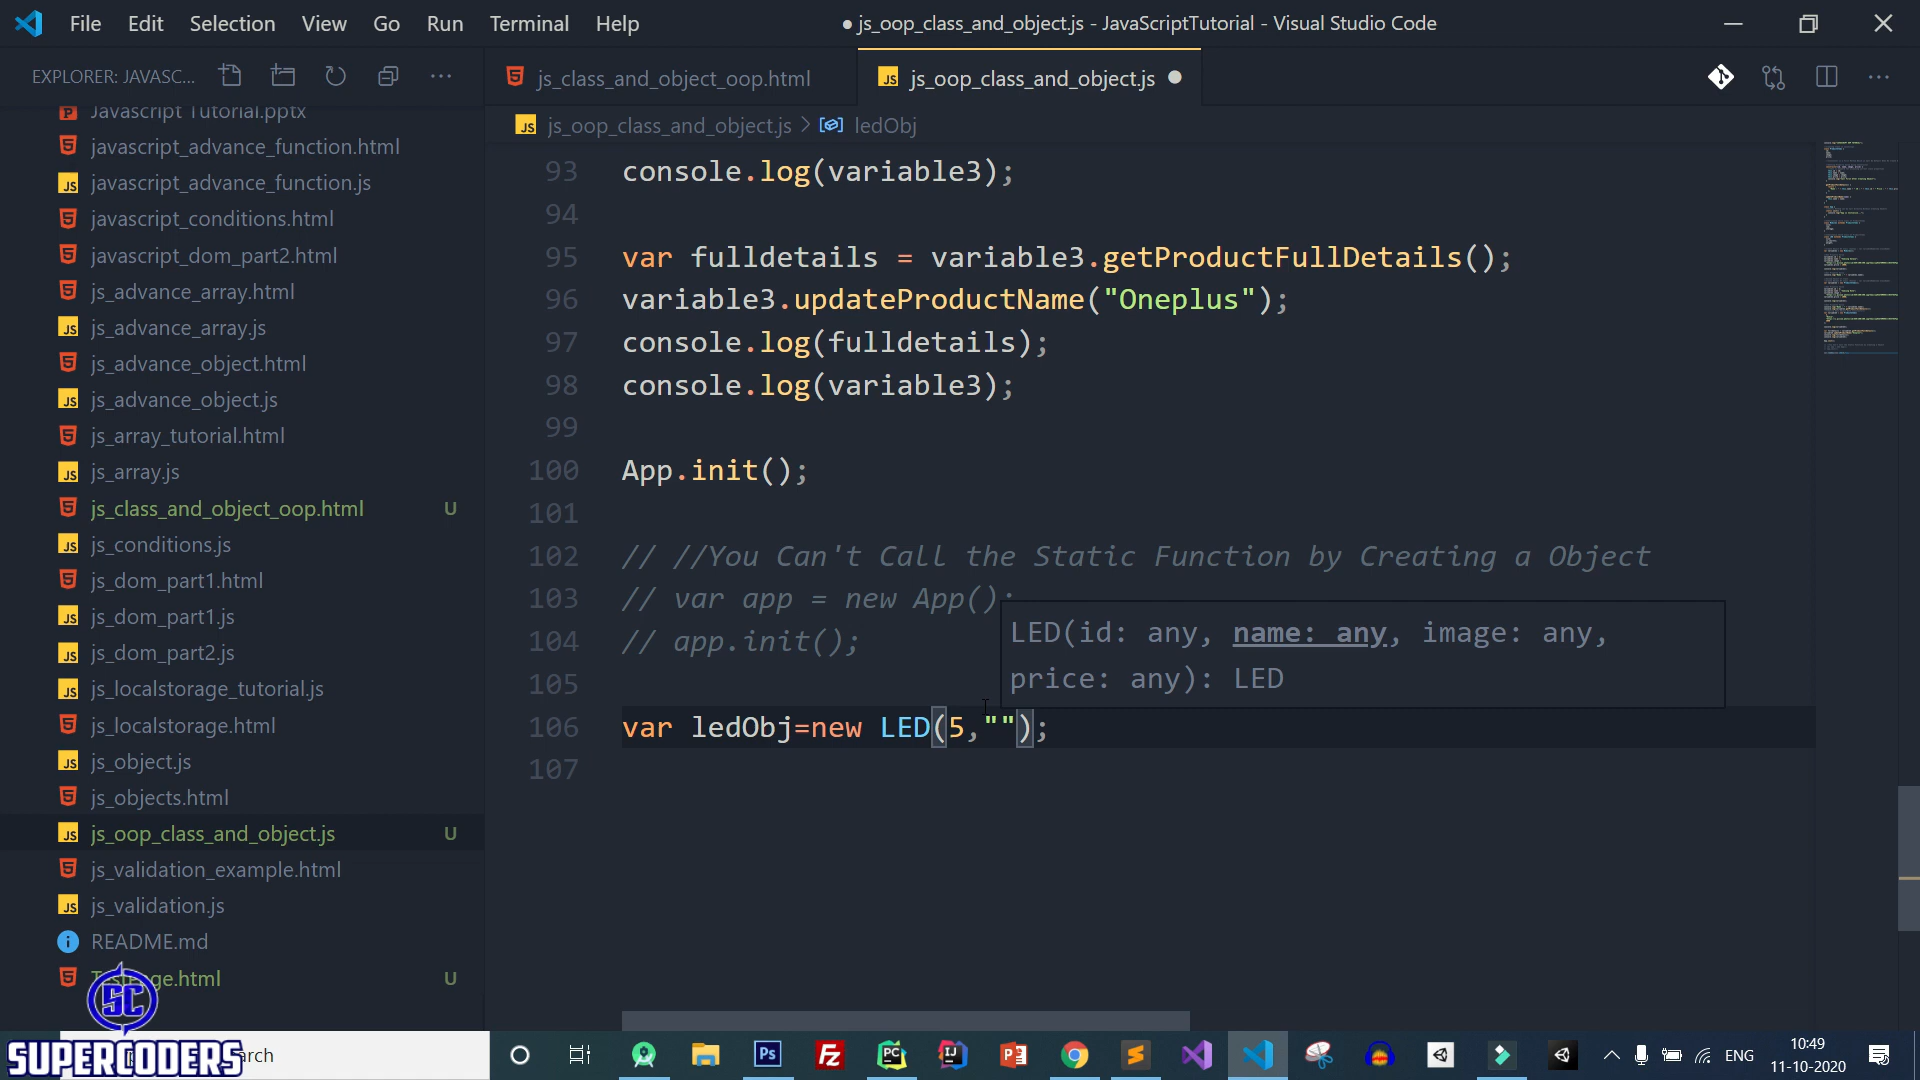 File Edit Selection View Go Run Terminal Help
● js_oop_class_and_object.js - JavaScriptTutorial - Visual Studio Code
EXPLORER: JAVASC...
js_class_and_object_oop.html
js_oop_class_and_object.js
js_oop_class_and_object.js > ledObj
Javascript Tutorial.pptx
javascript_advance_function.html
javascript_advance_function.js
javascript_conditions.html
javascript_dom_part2.html
js_advance_array.html
js_advance_array.js
js_advance_object.html
js_advance_object.js
js_array_tutorial.html
js_array.js
js_class_and_object_oop.html U
js_conditions.js
js_dom_part1.html
js_dom_part1.js
js_dom_part2.js
js_localstorage_tutorial.js
js_localstorage.html
js_object.js
js_objects.html
js_oop_class_and_object.js U
js_validation_example.html
js_validation.js
README.md
ge.html U
93 console.log(variable3);
94
95 var fulldetails = variable3.getProductFullDetails();
96 variable3.updateProductName("Oneplus");
97 console.log(fulldetails);
98 console.log(variable3);
99
100 App.init();
101
102 // //You Can't Call the Static Function by Creating a Object
103 // var app = new App();
104 // app.init();
105
106 var ledObj=new LED(5,"");
107
LED(id: any, name: any, image: any,
price: any): LED
SC
SUPERCODERS
arch
ENG
10:49
11-10-2020